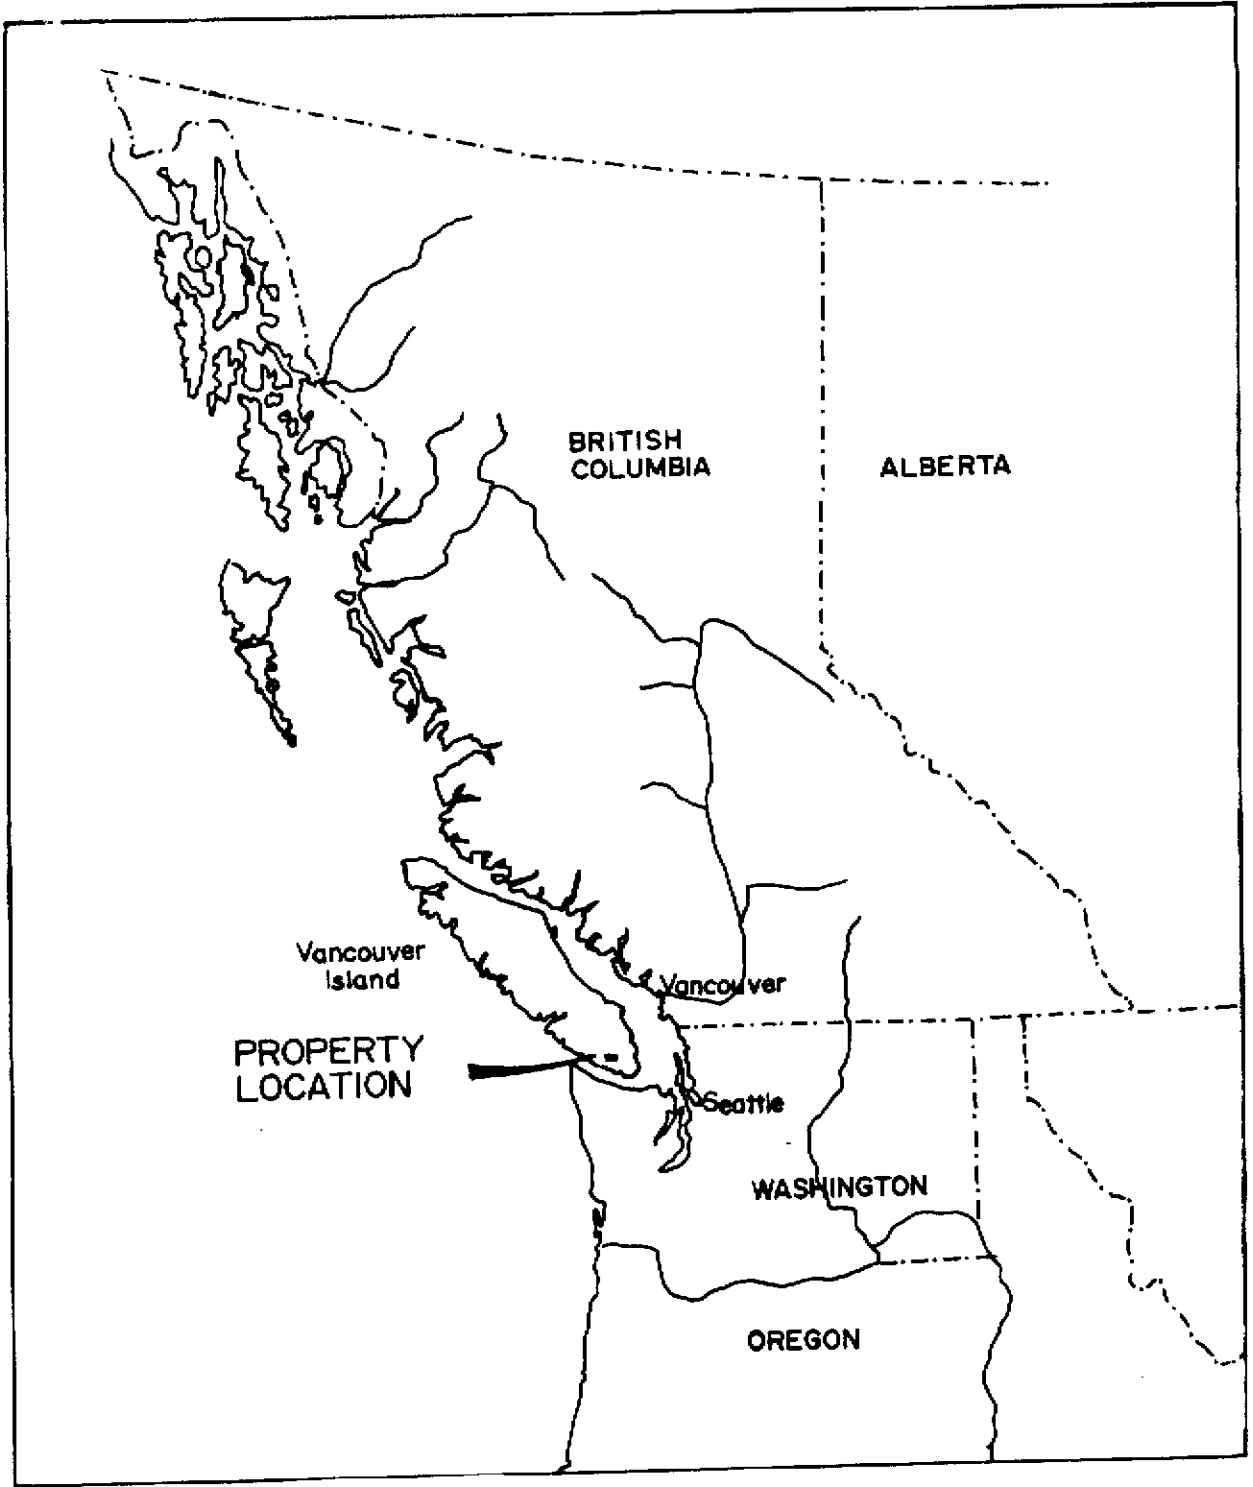 BRITISH
COLUMBIA
ALBERTA
Vancouver
Island
Vancouver
PROPERTY
LOCATION
Seattle
WASHINGTON
OREGON